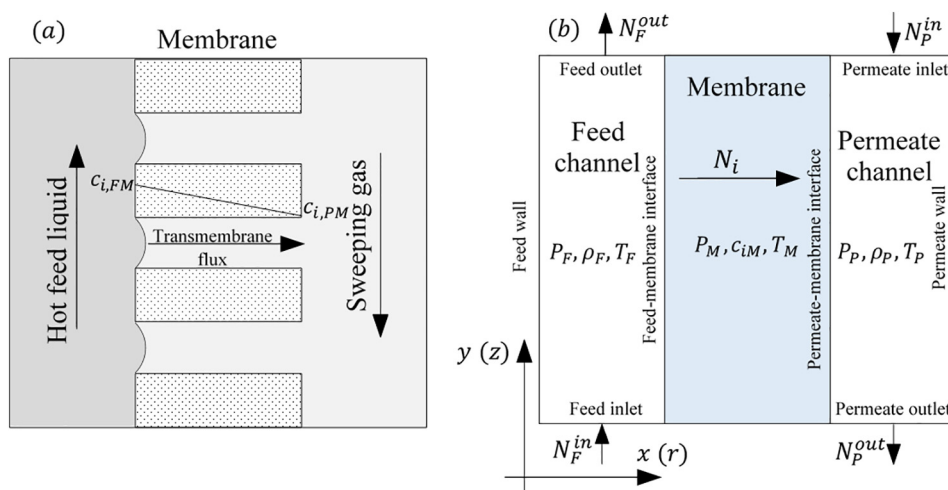 (a)
Membrane
Hot feed liquid
c_{i,FM}
c_{i,PM}
Transmembrane
flux
Sweeping gas
(b)
N_F^{out}
N_P^{in}
Feed outlet
Permeate inlet
Membrane
Feed
channel
Permeate
channel
N_i
Feed wall
P_F, ρ_F, T_F
Feed-membrane interface
P_M, c_{iM}, T_M
Permeate-membrane interface
P_P, ρ_P, T_P
Permeate wall
y (z)
Feed inlet
Permeate outlet
N_F^{in}
x (r)
N_P^{out}